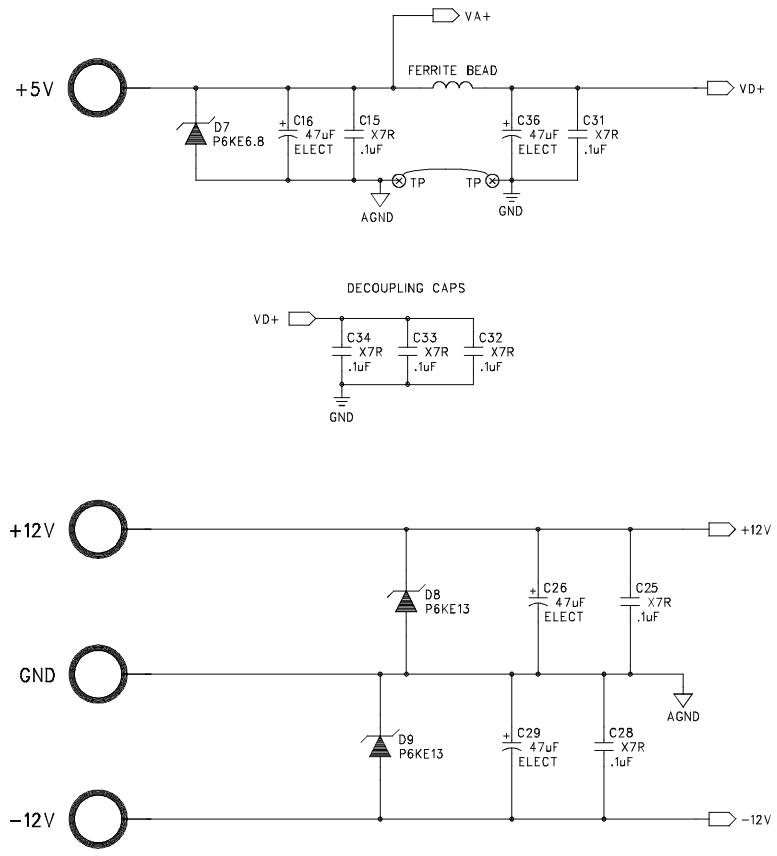 VA+
FERRITE BEAD
+5V
VD+
D7
P6KE6.8
+ C16
47uF
ELECT
C15
X7R
.1uF
+ C36
47uF
ELECT
C31
X7R
.1uF
TP
TP
AGND
GND
DECOUPLING CAPS
VD+
C34
X7R
.1uF
C33
X7R
.1uF
C32
X7R
.1uF
GND
+12V
+12V
D8
P6KE13
+ C26
47uF
ELECT
C25
X7R
.1uF
GND
AGND
D9
P6KE13
+ C29
47uF
ELECT
C28
X7R
.1uF
-12V
-12V